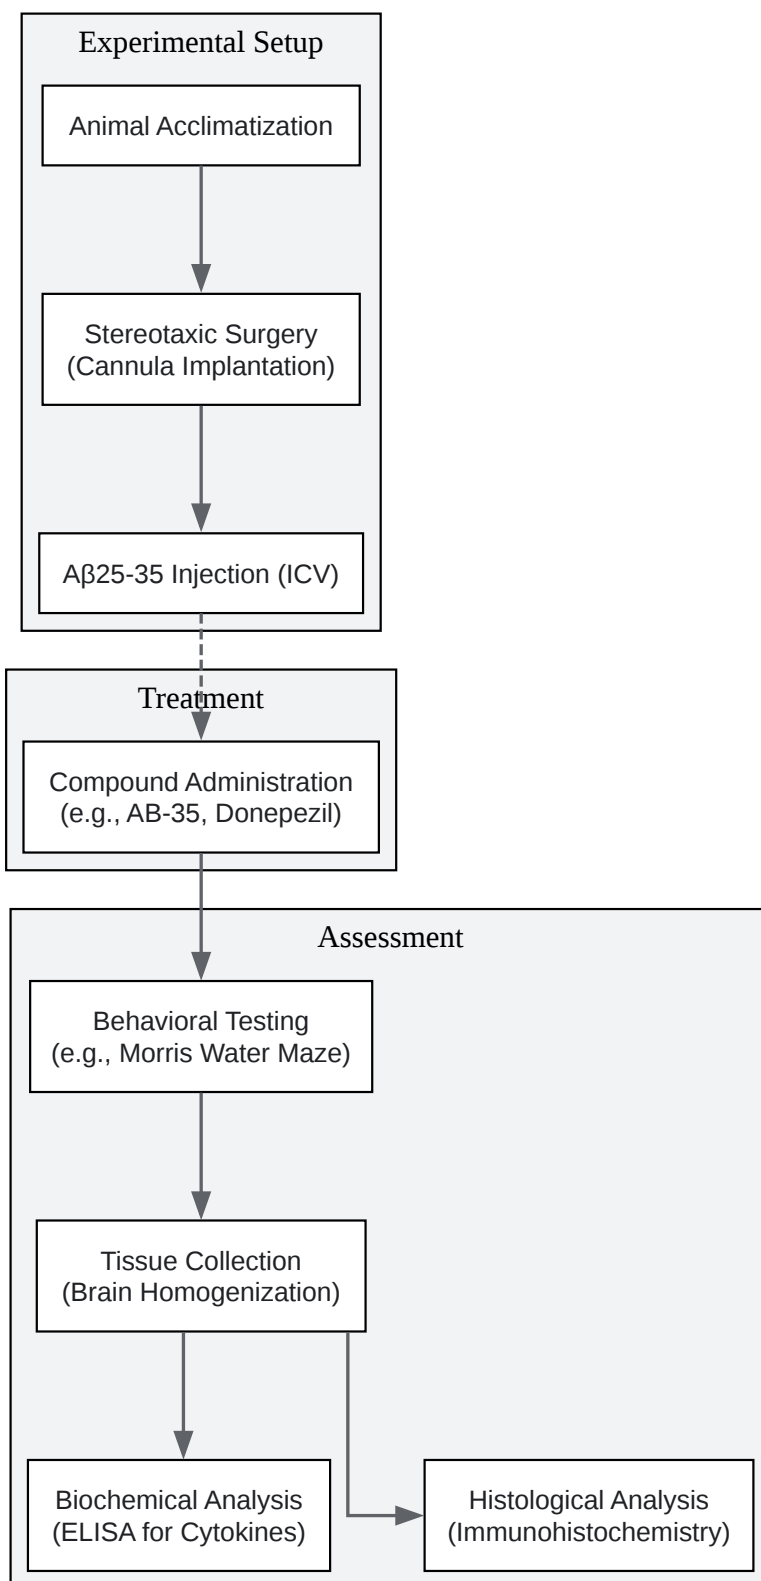 Experimental Setup
Animal Acclimatization
Stereotaxic Surgery
(Cannula Implantation)
Aβ25-35 Injection (ICV)
Treatment
Compound Administration
(e.g., AB-35, Donepezil)
Assessment
Behavioral Testing
(e.g., Morris Water Maze)
Tissue Collection
(Brain Homogenization)
Biochemical Analysis
(ELISA for Cytokines)
Histological Analysis
(Immunohistochemistry)